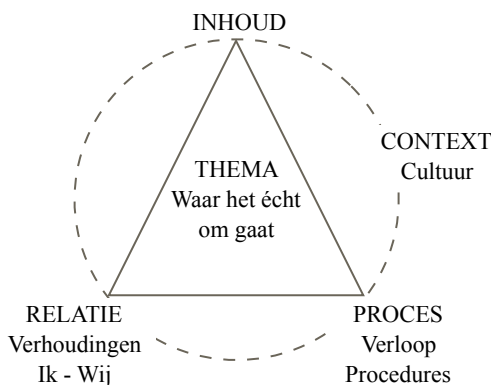 INHOUD
CONTEXT
Cultuur
THEMA
Waar het écht
om gaat
RELATIE
Verhoudingen
Ik - Wij
PROCES
Verloop
Procedures